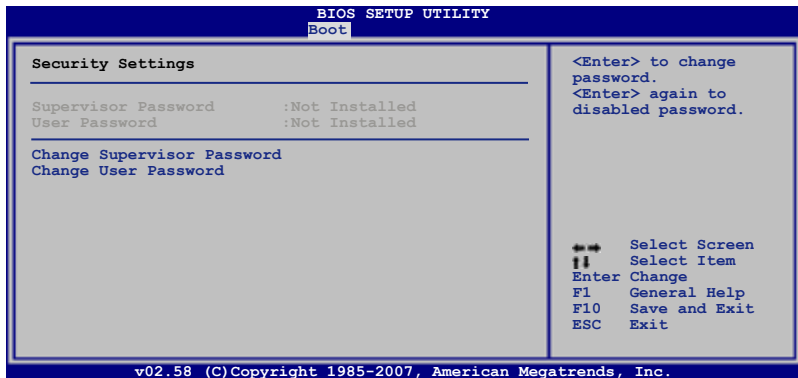 BIOS SETUP UTILITY
Boot
Security Settings
Supervisor Password :Not Installed
User Password :Not Installed
Change Supervisor Password
Change User Password
<Enter> to change
password.
<Enter> again to
disabled password.
←→ Select Screen
↑↓ Select Item
Enter Change
F1 General Help
F10 Save and Exit
ESC Exit
v02.58 (C)Copyright 1985-2007, American Megatrends, Inc.